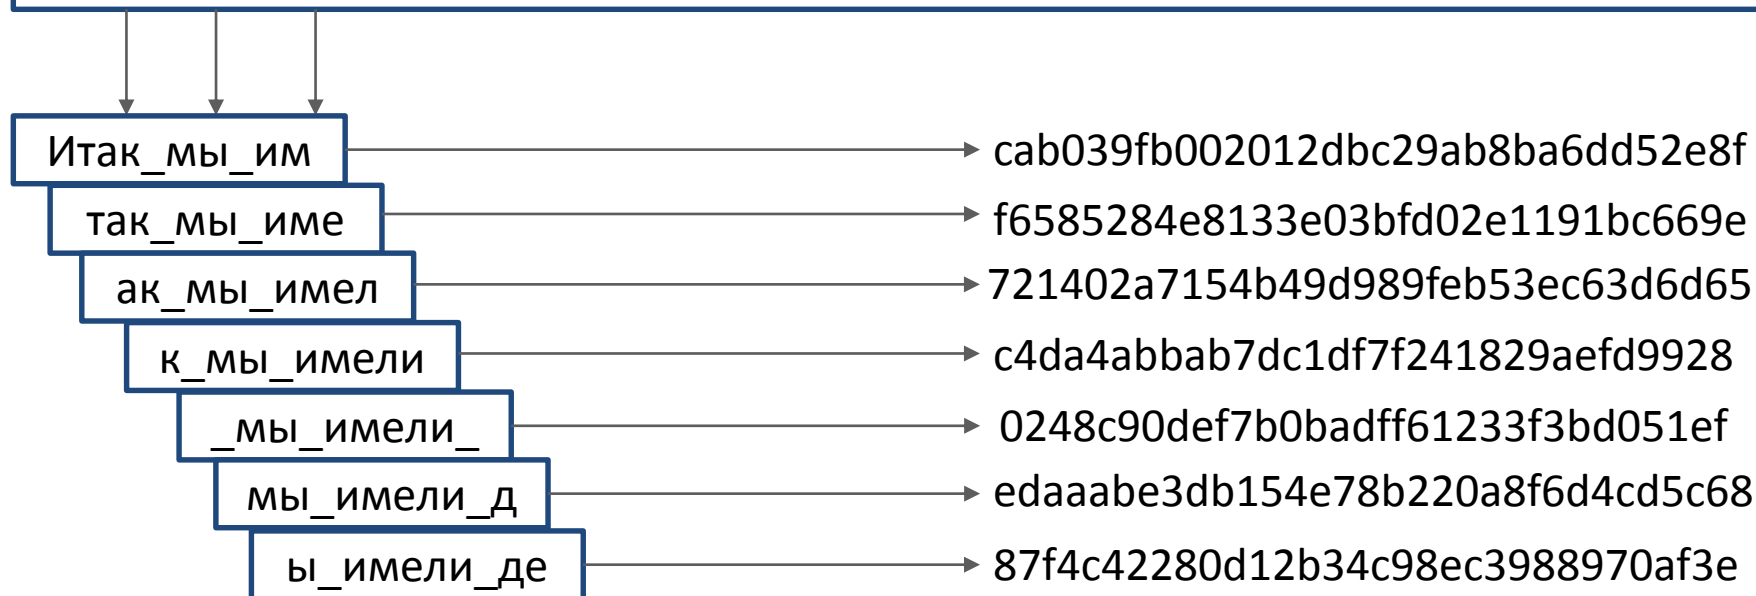 Итак_мы_им cab039fb002012dbc29ab8ba6dd52e8f
так_мы_име f6585284e8133e03bfd02e1191bc669e
ак_мы_имел 721402a7154b49d989feb53ec63d6d65
к_мы_имели c4da4abbab7dc1df7f241829aefd9928
_мы_имели_ 0248c90def7b0badff61233f3bd051ef
мы_имели_д edaaabe3db154e78b220a8f6d4cd5c68
ы_имели_де 87f4c42280d12b34c98ec3988970af3e